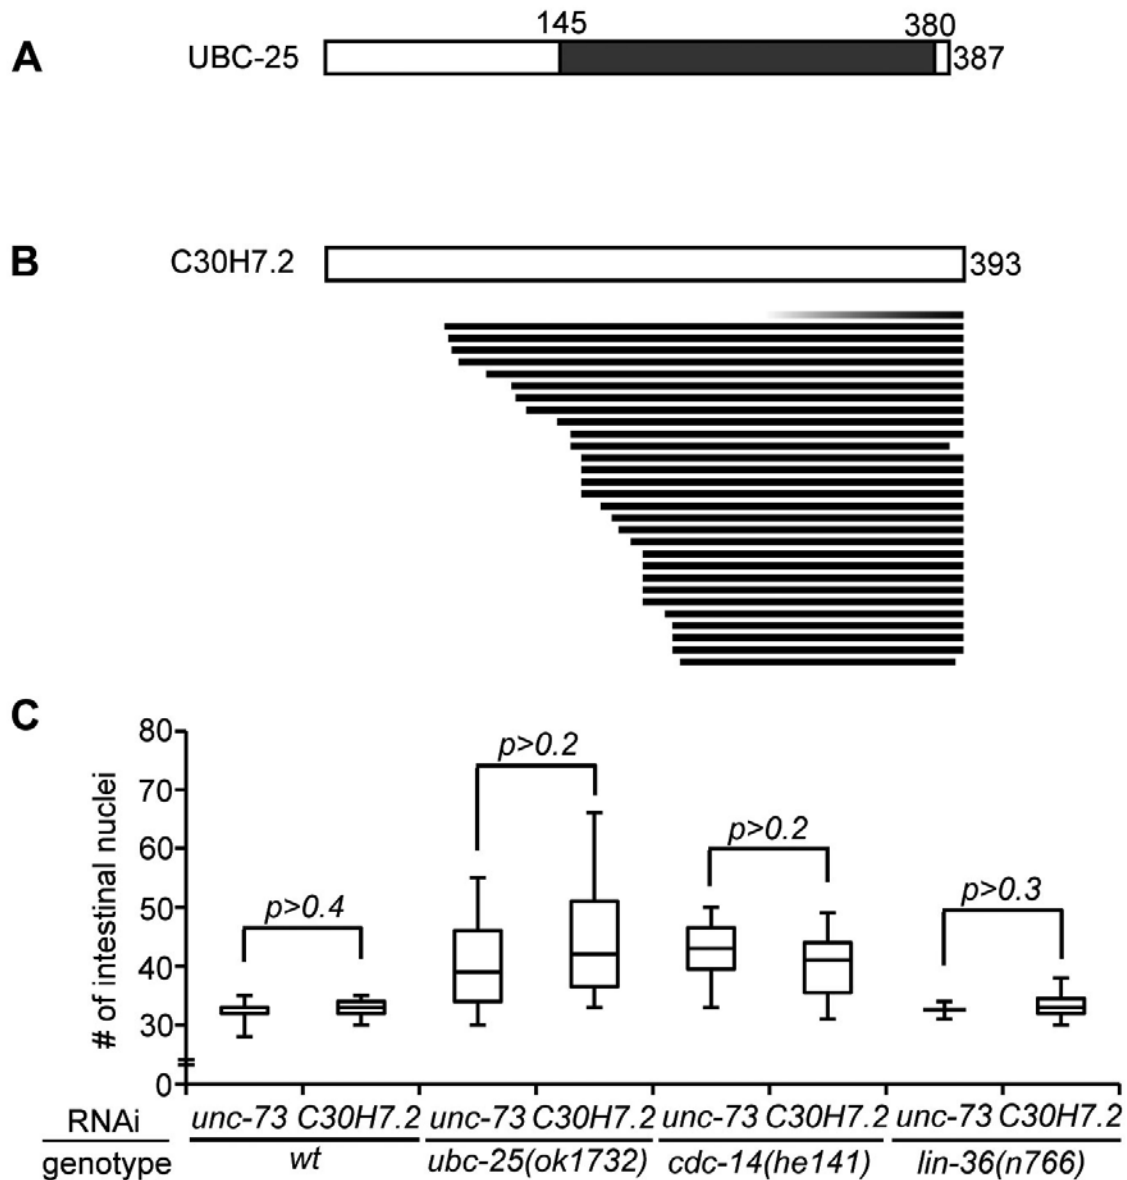 A
UBC-25
145
380
387
B
C30H7.2
393
C
# of intestinal nuclei
80
70
60
50
40
30
0
p>0.4
p>0.2
p>0.2
p>0.3
RNAi
unc-73 C30H7.2 unc-73 C30H7.2 unc-73 C30H7.2 unc-73 C30H7.2
genotype
wt ubc-25(ok1732) cdc-14(he141) lin-36(n766)